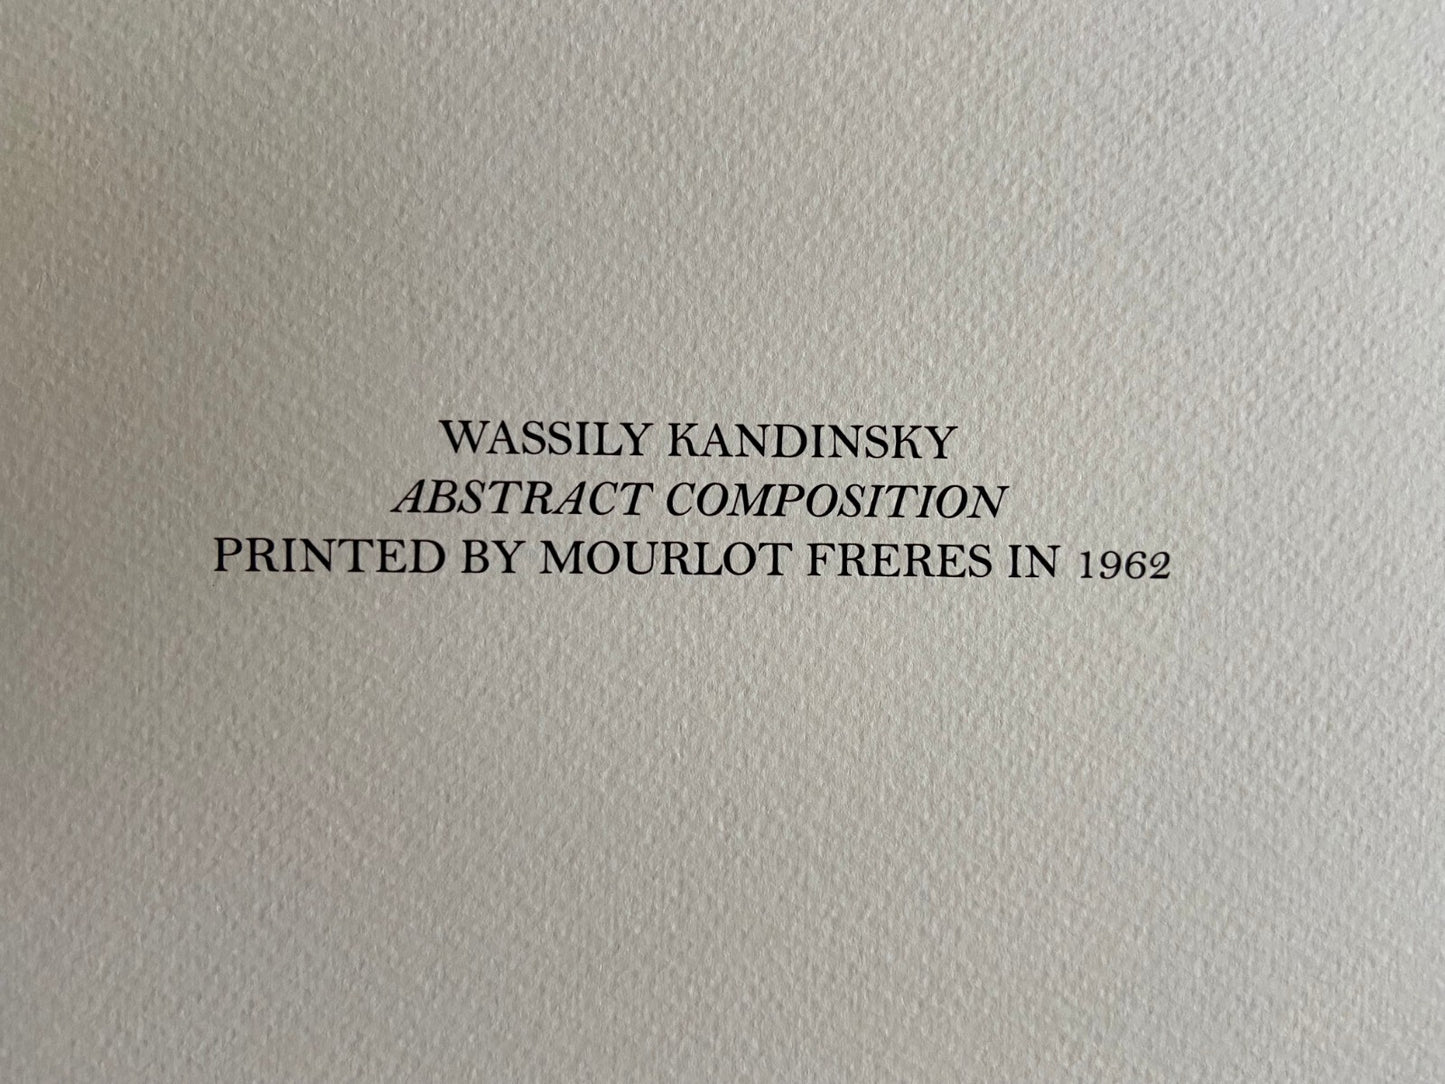 WASSILY KANDINSKY
ABSTRACT COMPOSITION
PRINTED BY MOURLOT FRERES IN 1962